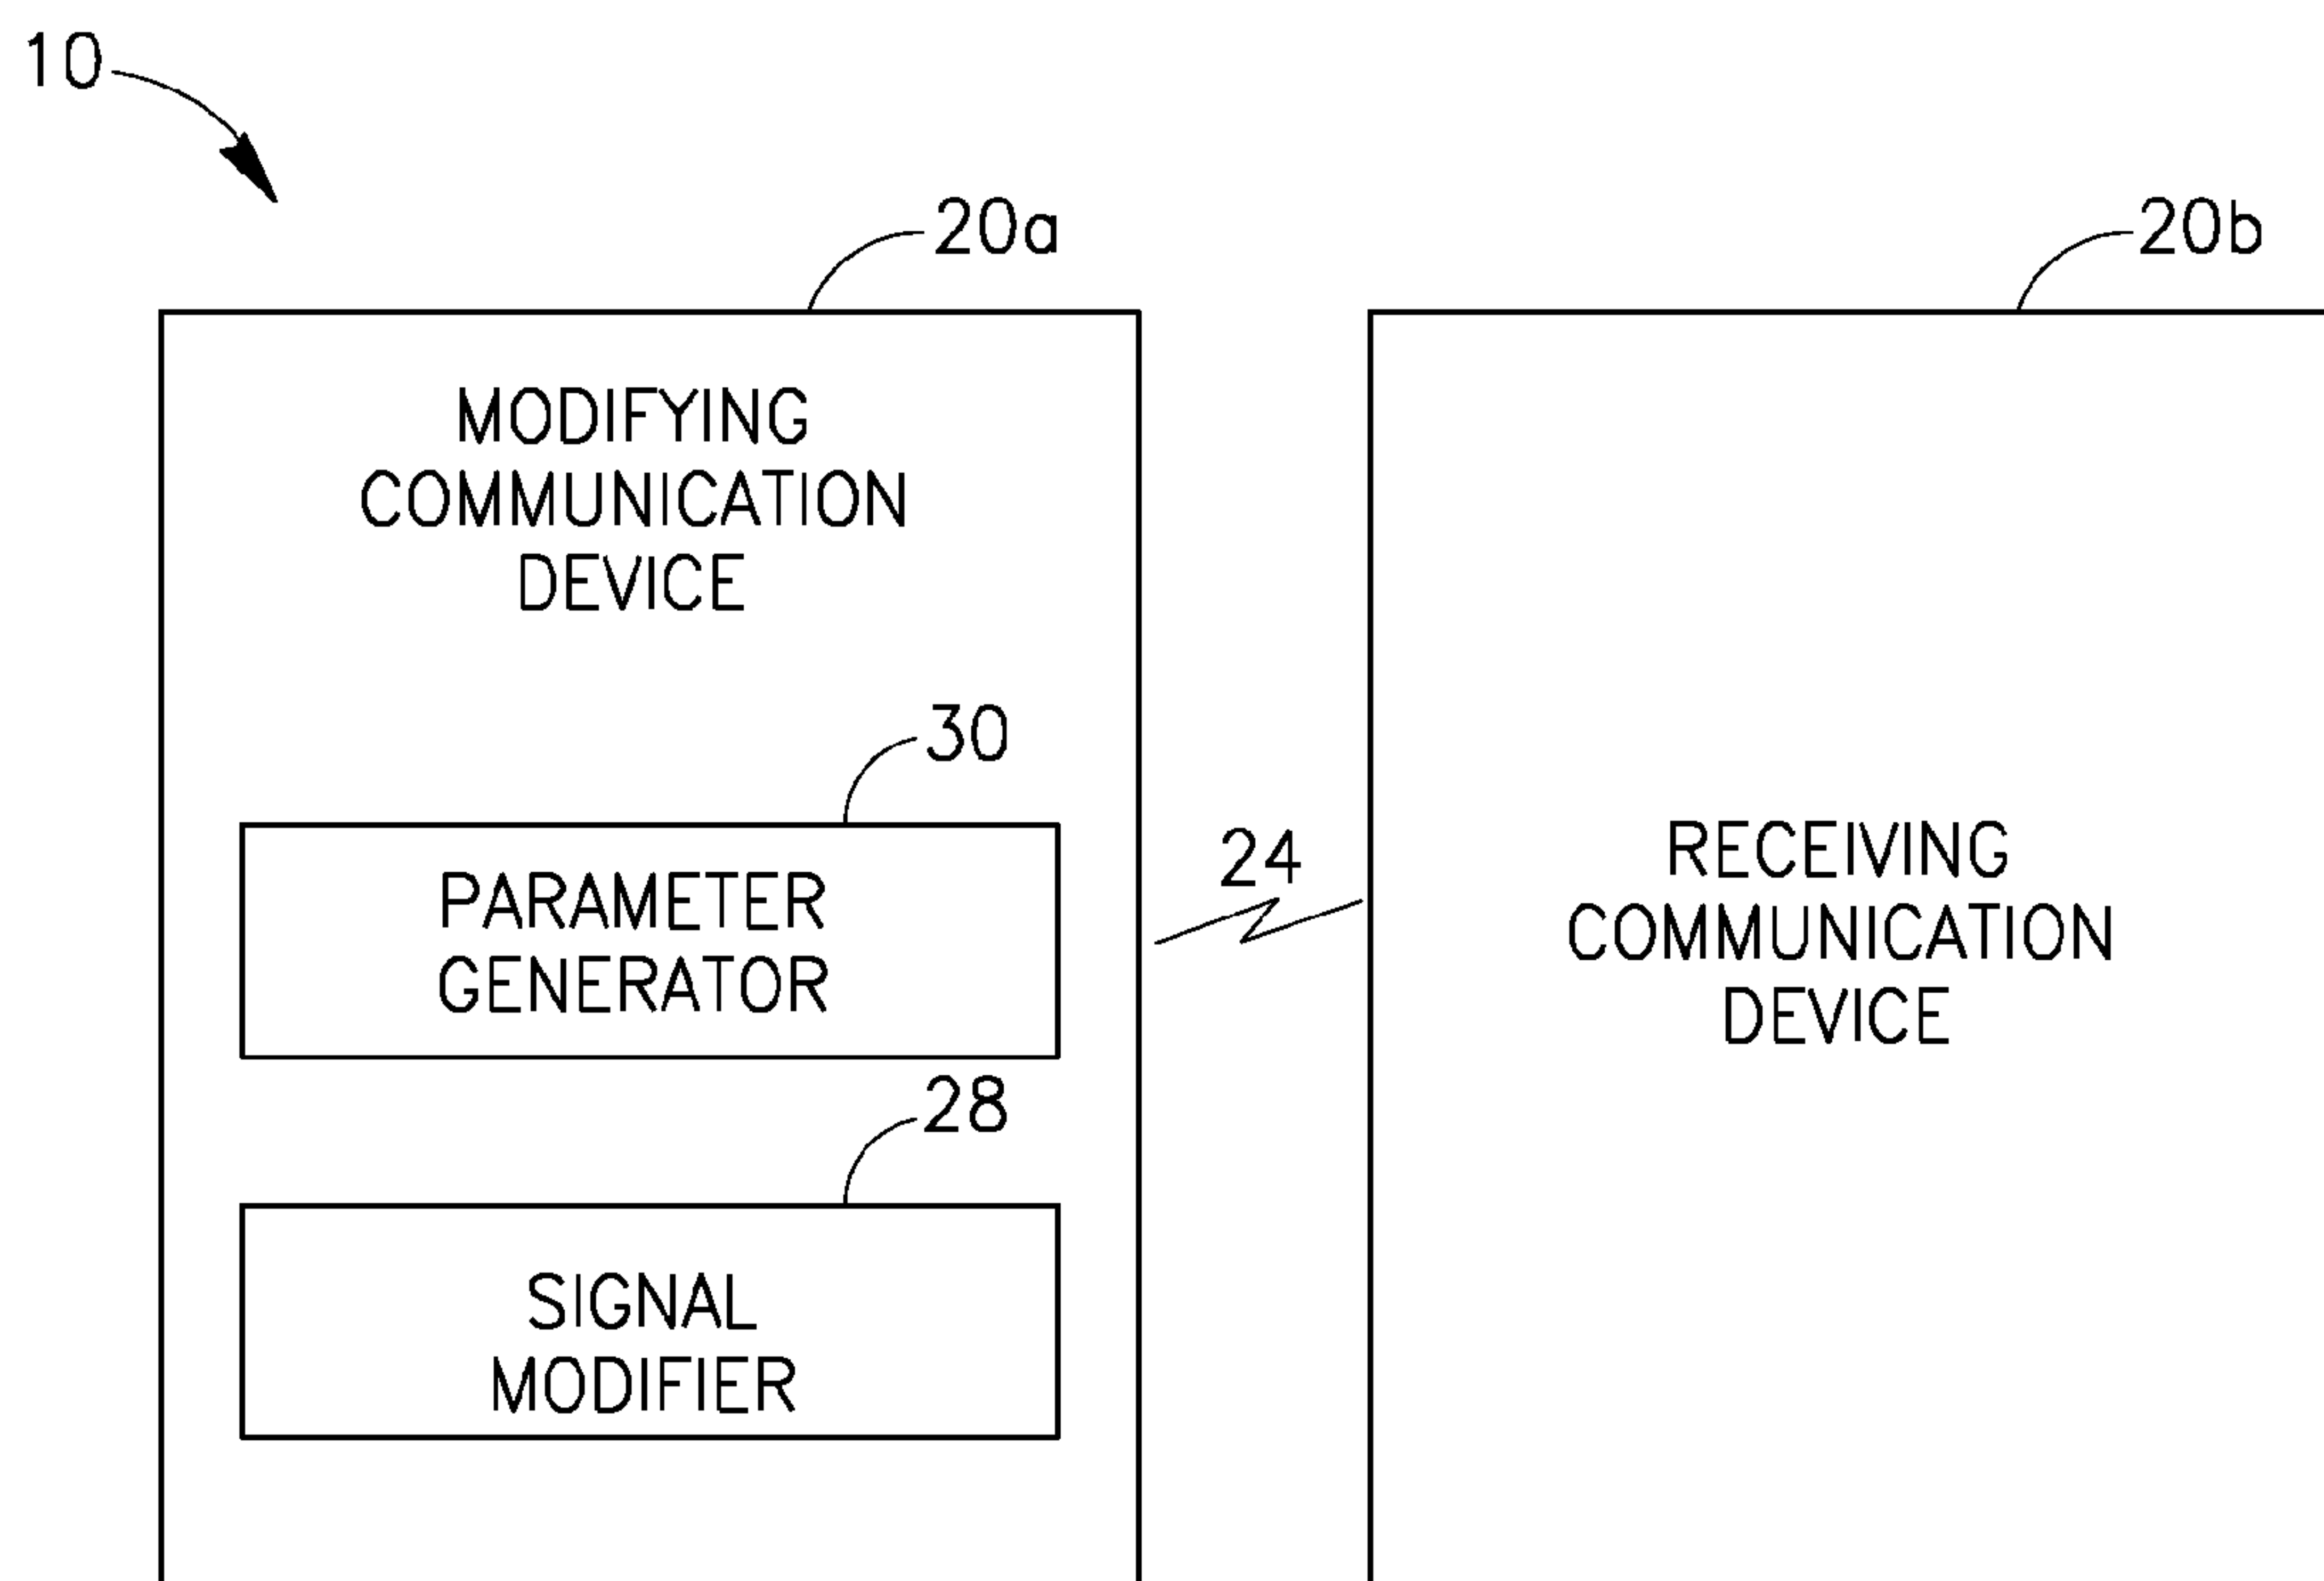 10
20a
20b
MODIFYING
COMMUNICATION
DEVICE
30
PARAMETER
GENERATOR
24
RECEIVING
COMMUNICATION
DEVICE
28
SIGNAL
MODIFIER